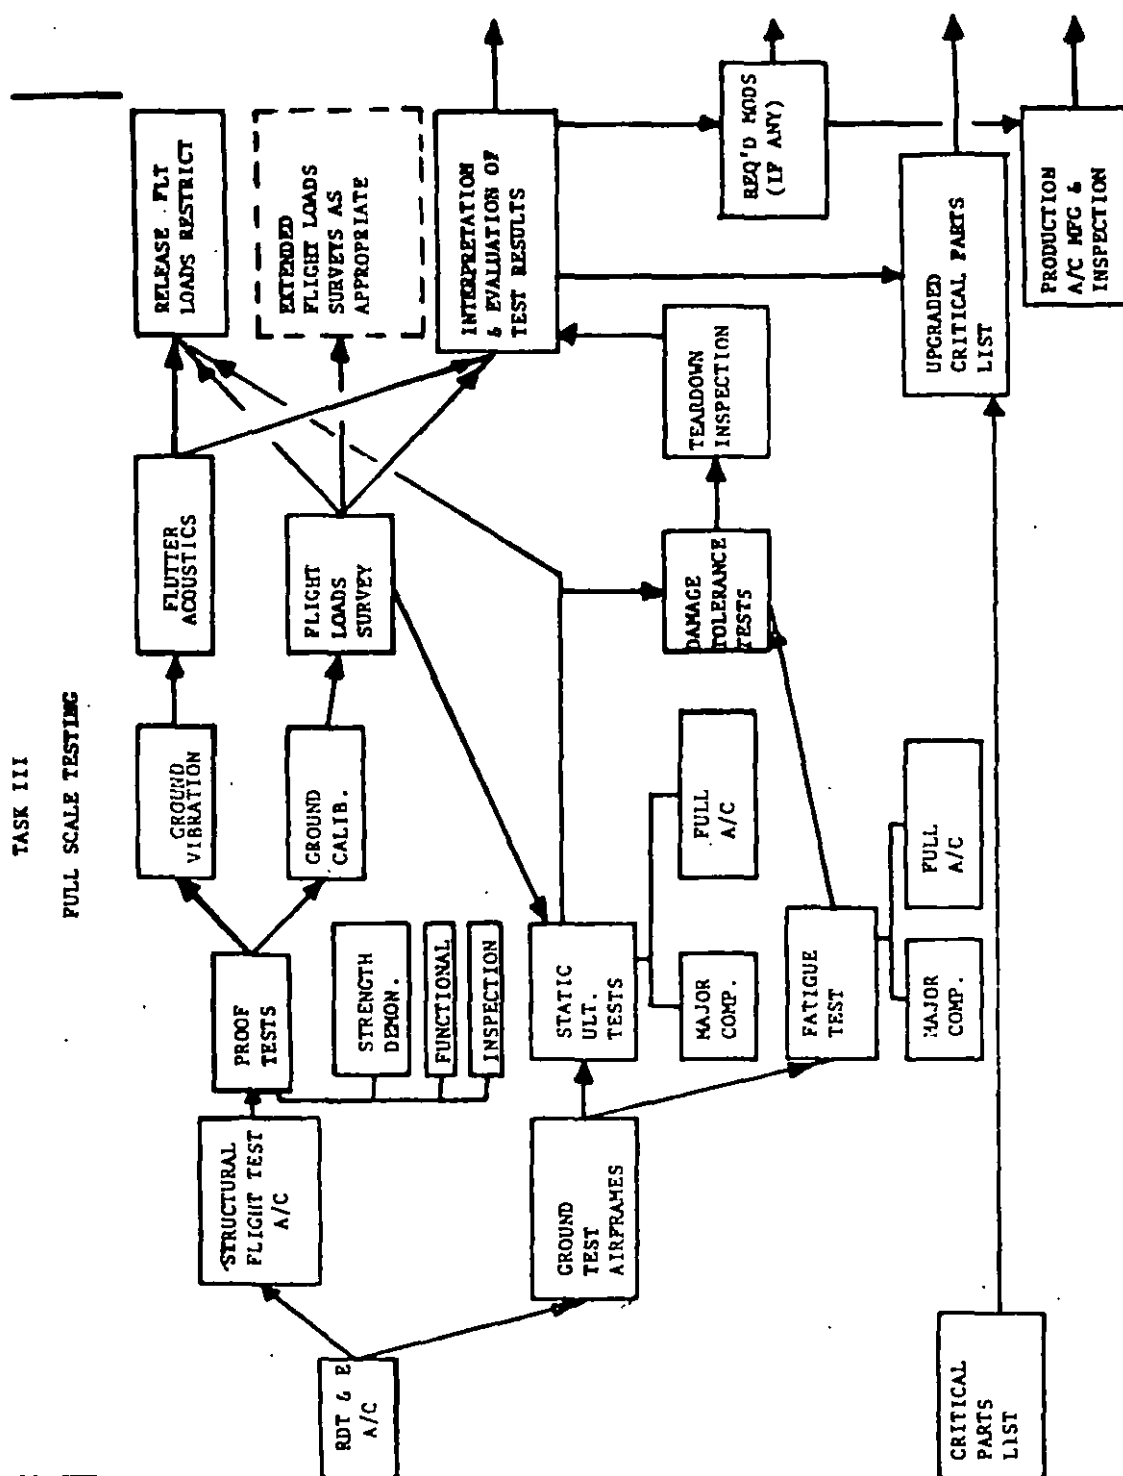 TASK III
FULL SCALE TESTING
RDT & E
A/C
STRUCTURAL
FLIGHT TEST
A/C
PROOF
TESTS
STRENGTH
DEMON.
FUNCTIONAL
INSPECTION
GROUND
VIBRATION
GROUND
CALIB.
FLUTTER
ACOUSTICS
FLIGHT
LOADS
SURVEY
RELEASE FLT
LOADS RESTRICT
EXTENDED
FLIGHT LOADS
SURVEYS AS
APPROPRIATE
INTERPRETATION
& EVALUATION OF
TEST RESULTS
GROUND
TEST
AIRFRAMES
STATIC
ULT.
TESTS
MAJOR
COMP.
FULL
A/C
FATIGUE
TEST
MAJOR
COMP.
FULL
A/C
DAMAGE
TOLERANCE
TESTS
TEARDOWN
INSPECTION
REQ'D MODS
(IF ANY)
CRITICAL
PARTS
LIST
UPGRADED
CRITICAL PARTS
LIST
PRODUCTION
A/C MFG &
INSPECTION